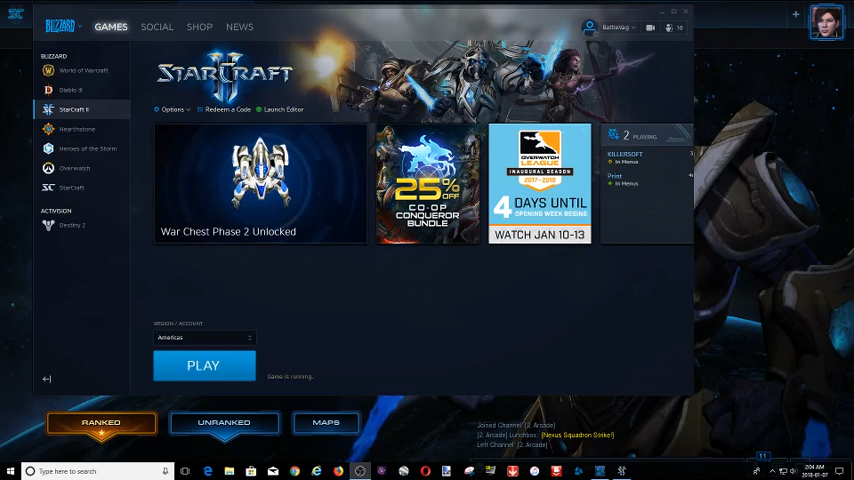 BLIZZARD
GAMES
SOCIAL
SHOP
NEWS
BattleVag
10
BLIZZARD
World of Warcraft
Diablo III
StarCraft II
Hearthstone
Heroes of the Storm
Overwatch
StarCraft
ACTIVISION
Destiny 2
STARCRAFT
II
Options
Redeem a Code
Launch Editor
War Chest Phase 2 Unlocked
25% OFF
CO-OP
CONQUEROR
BUNDLE
OVERWATCH
LEAGUE
INAUGURAL SEASON
2017-2018
4 DAYS UNTIL
OPENING WEEK BEGINS
WATCH JAN 10-13
2 PLAYING
KILLERSOFT
In Menus
Print
In Menus
REGION / ACCOUNT
Americas
PLAY
Game is running.
RANKED
UNRANKED
MAPS
Joined Channel: [2. Arcade]
[2. Arcade] Lunchbox: [Nexus Squadron Strike!]
Left Channel: [2. Arcade]
11
Type here to search
2:04 AM
2018-01-07